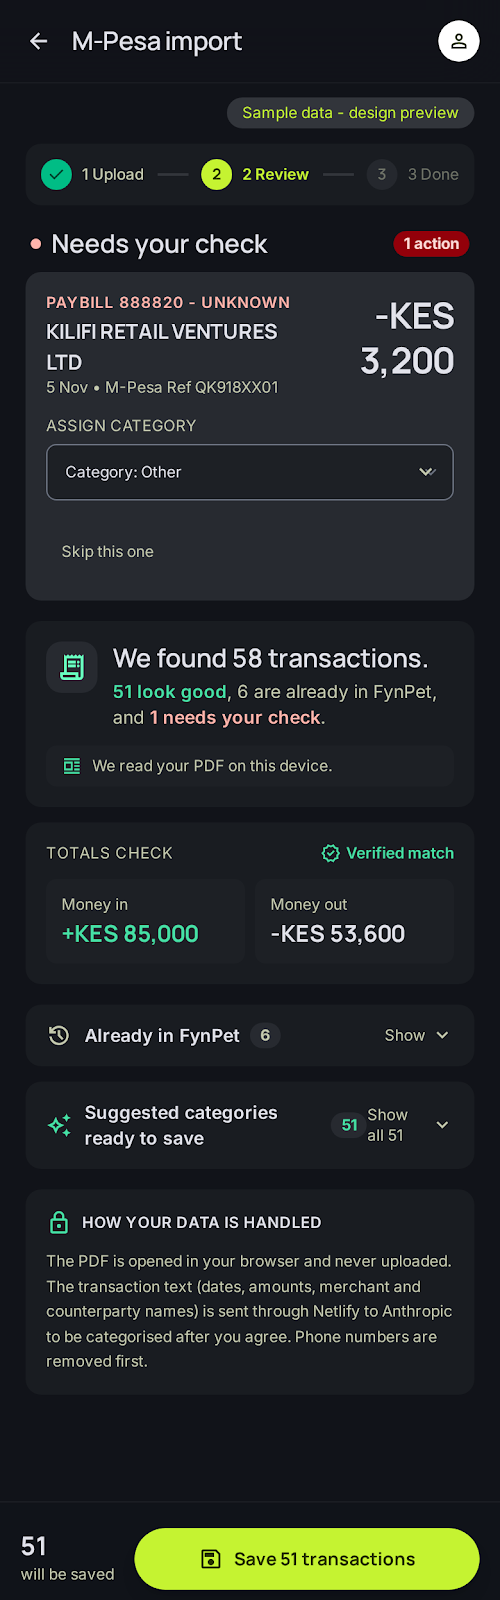 M-Pesa import
Sample data - design preview
1 Upload
2
2 Review
3
3 Done
Needs your check
1 action
PAYBILL 888820 - UNKNOWN
KILIFI RETAIL VENTURES
LTD
-KES
3,200
5 Nov • M-Pesa Ref QK918XX01
ASSIGN CATEGORY
Category: Other
Skip this one
We found 58 transactions.
51 look good, 6 are already in FynPet,
and 1 needs your check.
We read your PDF on this device.
TOTALS CHECK
Verified match
Money in
+KES 85,000
Money out
-KES 53,600
Already in FynPet
6
Show
Suggested categories
ready to save
51
Show
all 51
HOW YOUR DATA IS HANDLED
The PDF is opened in your browser and never uploaded.
The transaction text (dates, amounts, merchant and
counterparty names) is sent through Netlify to Anthropic
to be categorised after you agree. Phone numbers are
removed first.
51
will be saved
Save 51 transactions